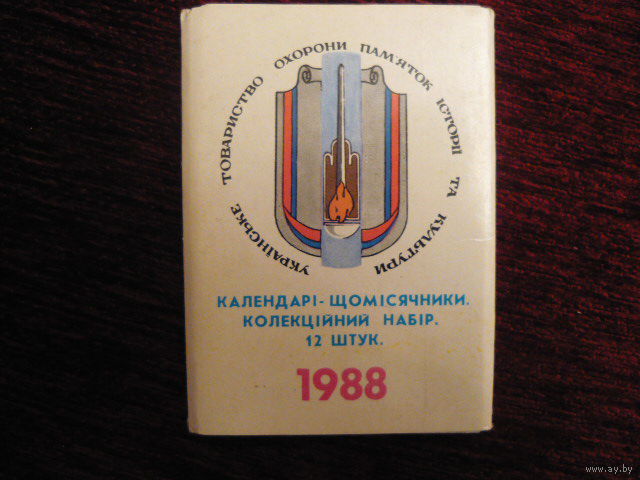 УКРАЇНСЬКЕ ТОВАРИСТВО ОХОРОНИ ПАМ'ЯТОК ІСТОРІЇ ТА КУЛЬТУРИ
КАЛЕНДАРІ-ЩОМІСЯЧНИКИ.
КОЛЕКЦІЙНИЙ НАБІР.
12 ШТУК.
1988
www.ay.by